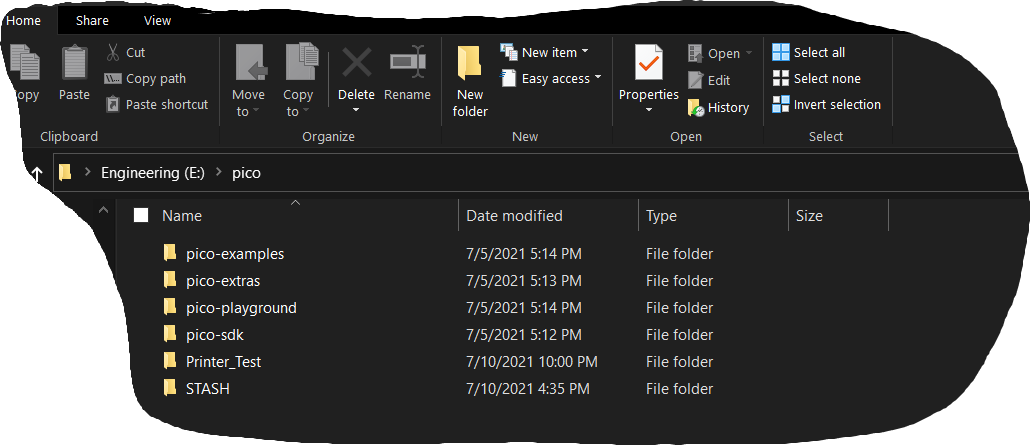 Home Share View
Cut
Copy path
Paste shortcut
Paste
Clipboard
Move to
Copy to
Delete
Rename
Organize
New folder
New item
Easy access
New
Properties
Open
Edit
History
Open
Select all
Select none
Invert selection
Select
Engineering (E:) > pico
Name Date modified Type Size
pico-examples 7/5/2021 5:14 PM File folder
pico-extras 7/5/2021 5:13 PM File folder
pico-playground 7/5/2021 5:14 PM File folder
pico-sdk 7/5/2021 5:12 PM File folder
Printer_Test 7/10/2021 10:00 PM File folder
STASH 7/10/2021 4:35 PM File folder